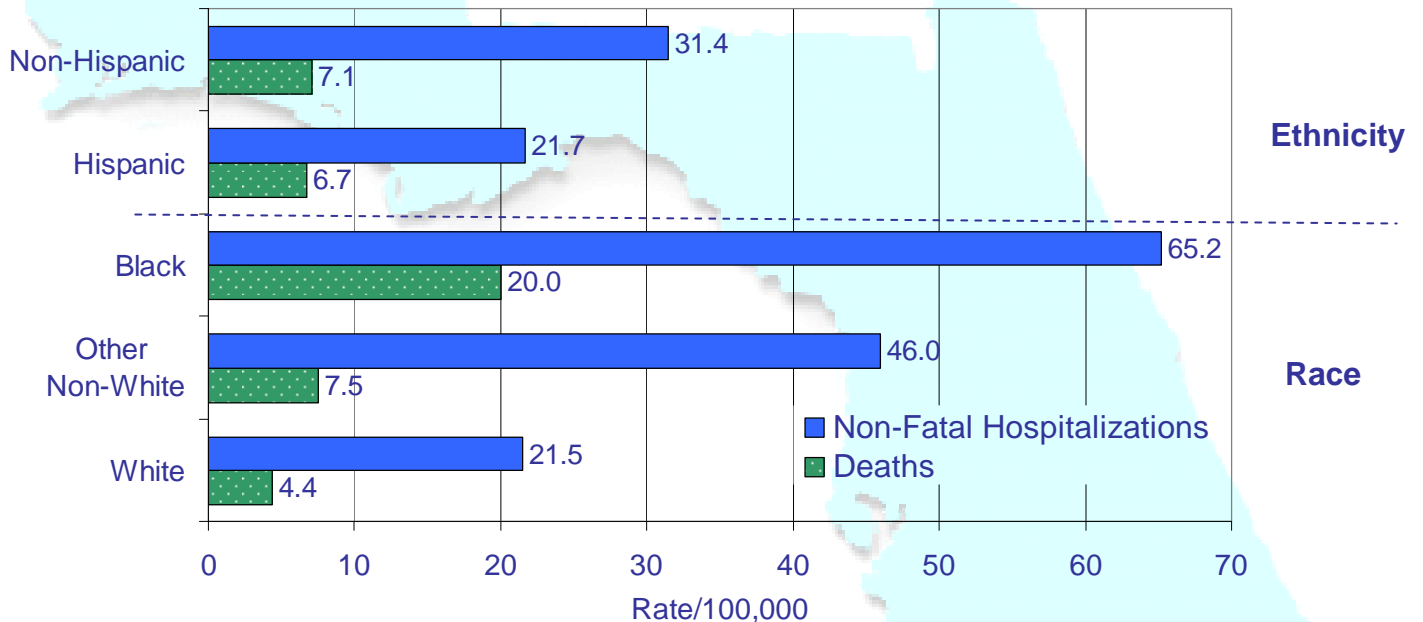 Non-Hispanic
31.4
7.1
Hispanic
21.7
6.7
Ethnicity
Black
65.2
20.0
Other
Non-White
46.0
7.5
Race
White
21.5
4.4
Non-Fatal Hospitalizations
Deaths
0 10 20 30 40 50 60 70
Rate/100,000